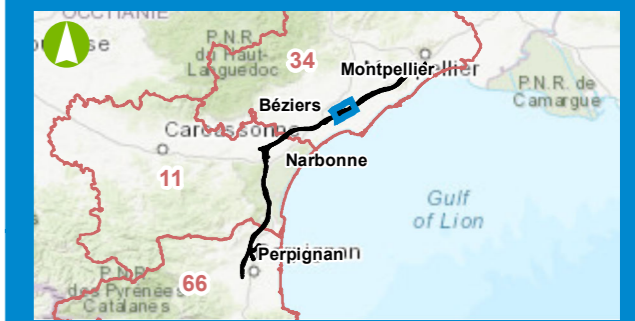 OCCITANIE
P.N.R.
du Haut-
Languedoc
34
Montpellier
P.N.R. de
Camargue
Béziers
Carcassonne
Narbonne
11
Gulf
of Lion
Perpignan
P.N.R.
des Pyrénées
Catalanes
66